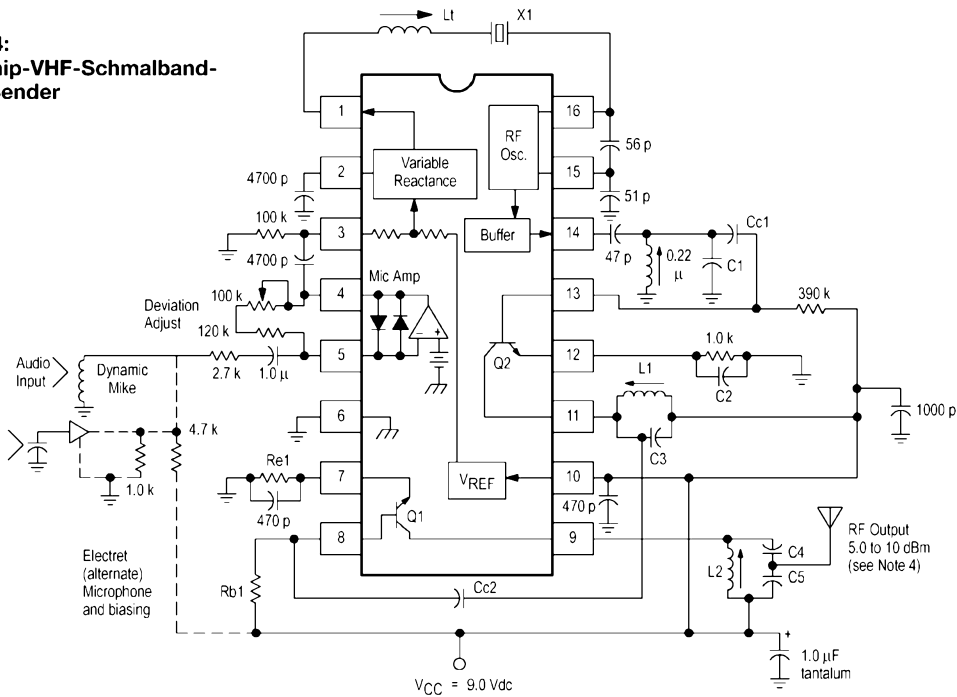 4:
hip-VHF-Schmalband-
Sender
Lt
X1
1
16
RF
Osc.
56 p
2
Variable
Reactance
15
4700 p
51 p
100 k
3
Buffer
14
Cc1
47 p
0.22
μ
C1
4700 p
Mic Amp
100 k
4
13
390 k
Deviation
Adjust
120 k
1.0 k
5
12
Q2
2.7 k
1.0 μ
Audio
Input
Dynamic
Mike
L1
C2
6
11
1000 p
4.7 k
C3
Re1
7
VREF
10
1.0 k
470 p
470 p
Q1
8
9
RF Output
5.0 to 10 dBm
(see Note 4)
C4
L2
C5
Electret
(alternate)
Microphone
and biasing
Rb1
Cc2
+
1.0 μF
tantalum
VCC = 9.0 Vdc